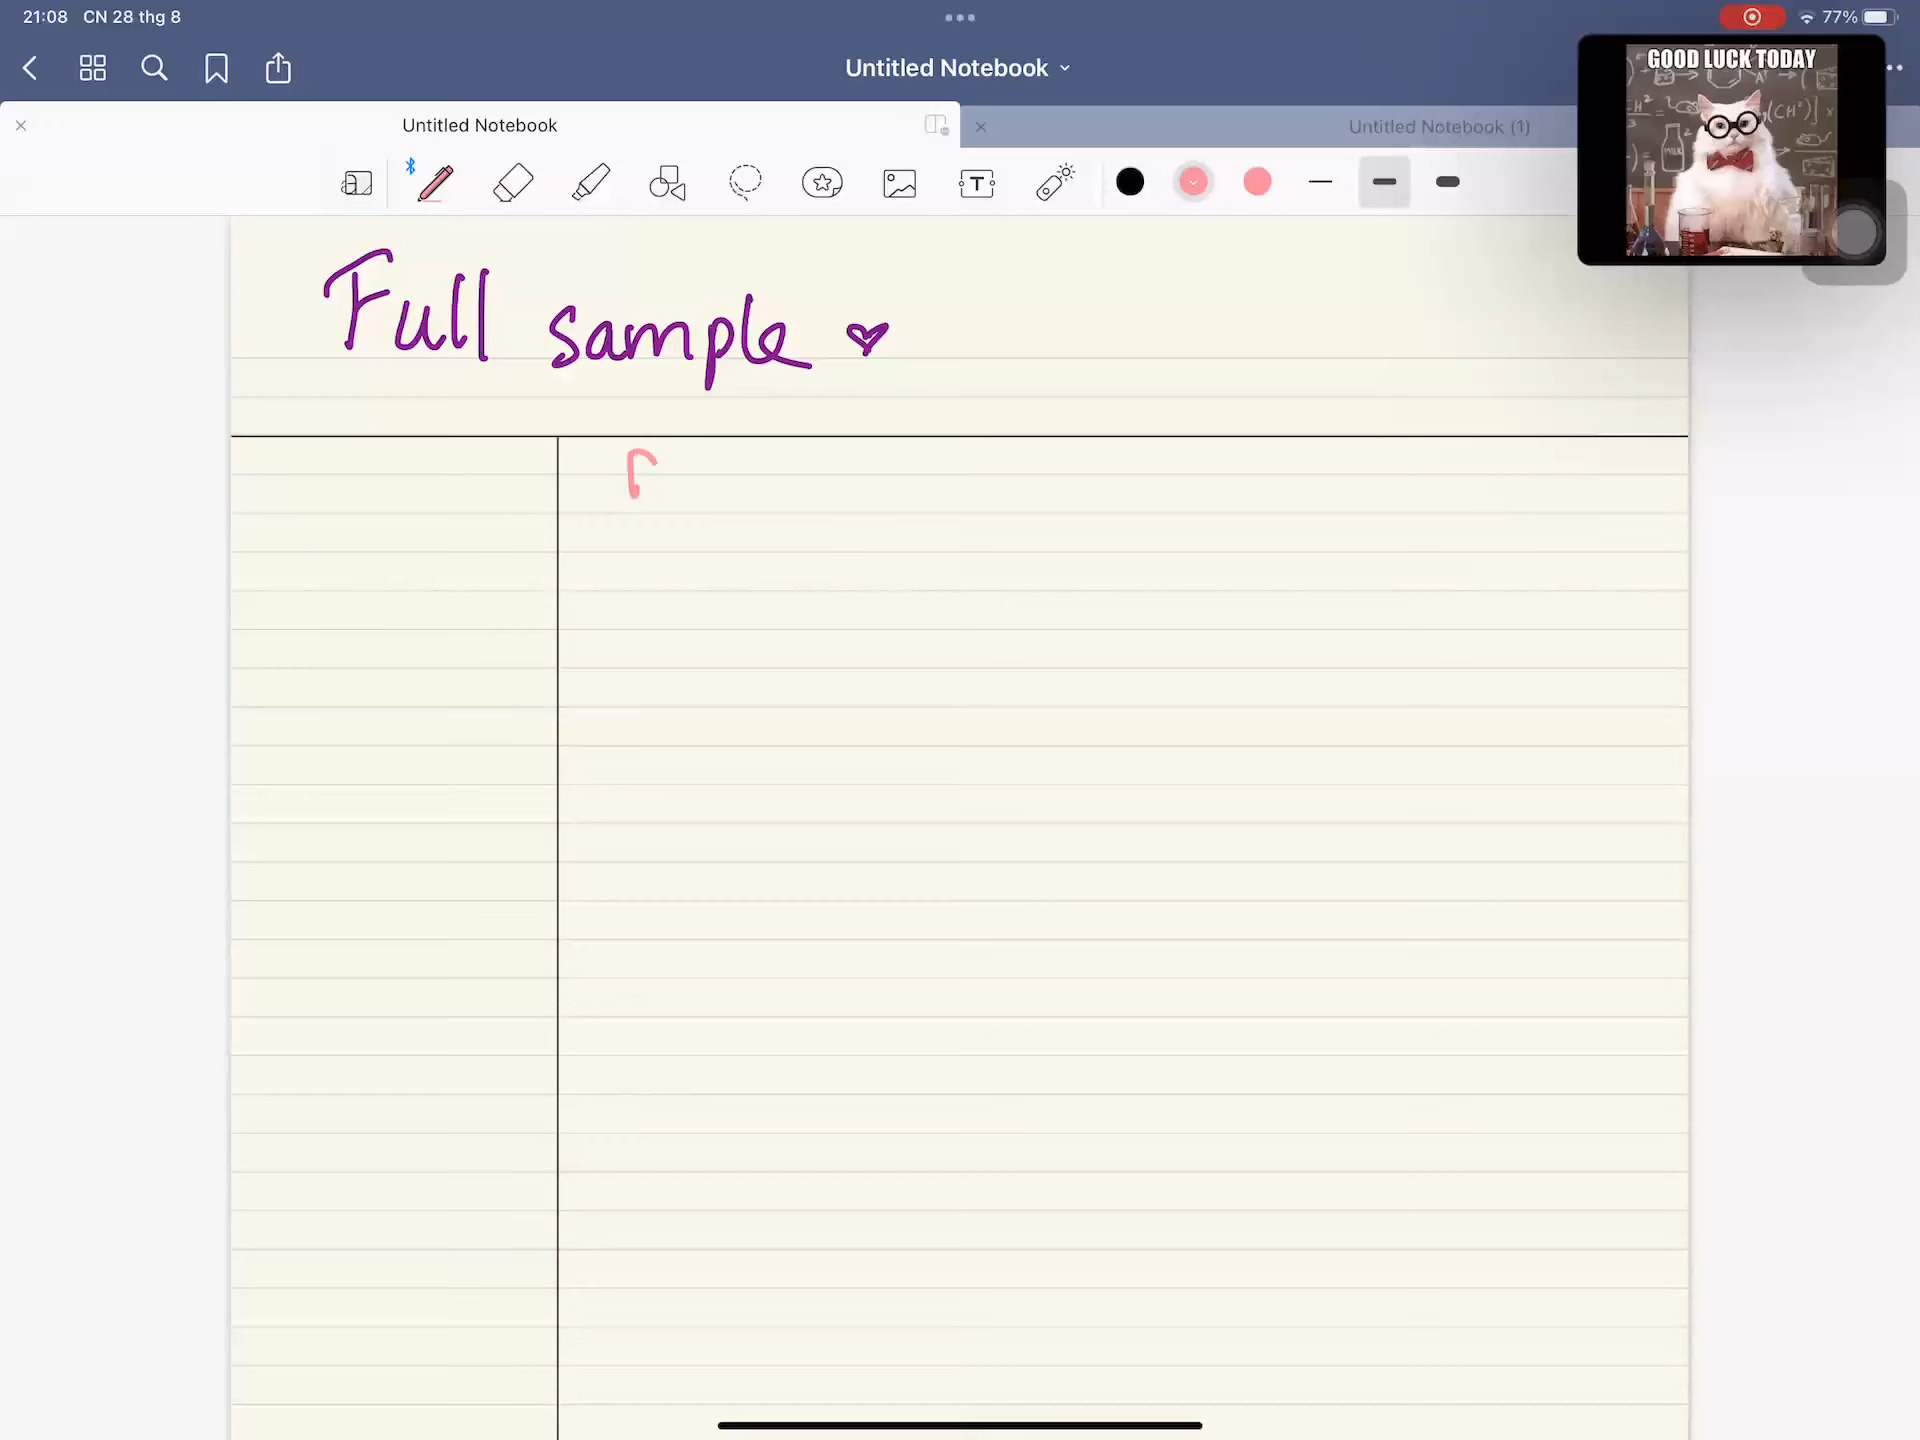 21:08 CN 28 thg 8
77%
Untitled Notebook
Untitled Notebook
Untitled Notebook (1)
GOOD LUCK TODAY
T
Full sample